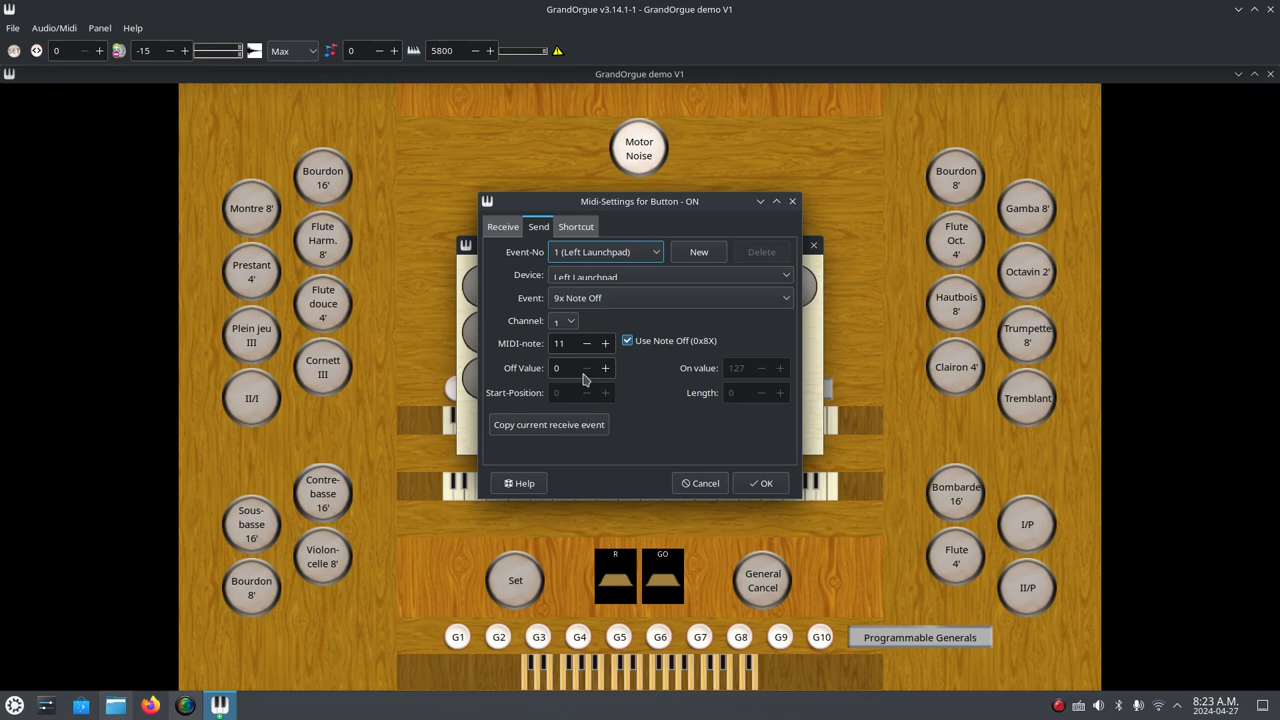 GrandOrgue v3.14.1-1 - GrandOrgue demo V1
File Audio/Midi Panel Help
SET 0 -15 Max 0 5800
GrandOrgue demo V1
Motor
Noise
Bourdon
16'
Montre 8'
Flute
Harm.
8'
Prestant
4'
Flute
douce
4'
Plein jeu
III
Cornett
III
II/I
Contre-
basse
16'
Sous-
basse
16'
Violon-
celle 8'
Bourdon
8'
Midi-Settings for Button - ON
Receive Send Shortcut
Event-No 1 (Left Launchpad) New Delete
Device: Left Launchpad
Event: 9x Note Off
Channel: 1
MIDI-note: 11 Use Note Off (0x8X)
Off Value: 0 On value: 127
Start-Position: 0 Length: 0
Copy current receive event
Help Cancel OK
Bourdon
8'
Gamba 8'
Flute
Oct.
4'
Octavin 2'
Hautbois
8'
Trumpette
8'
Clairon 4'
Tremblant
Bombarde
16'
I/P
Flute
4'
II/P
Set
R GO
General
Cancel
G1 G2 G3 G4 G5 G6 G7 G8 G9 G10 Programmable Generals
8:23 A.M.
2024-04-27